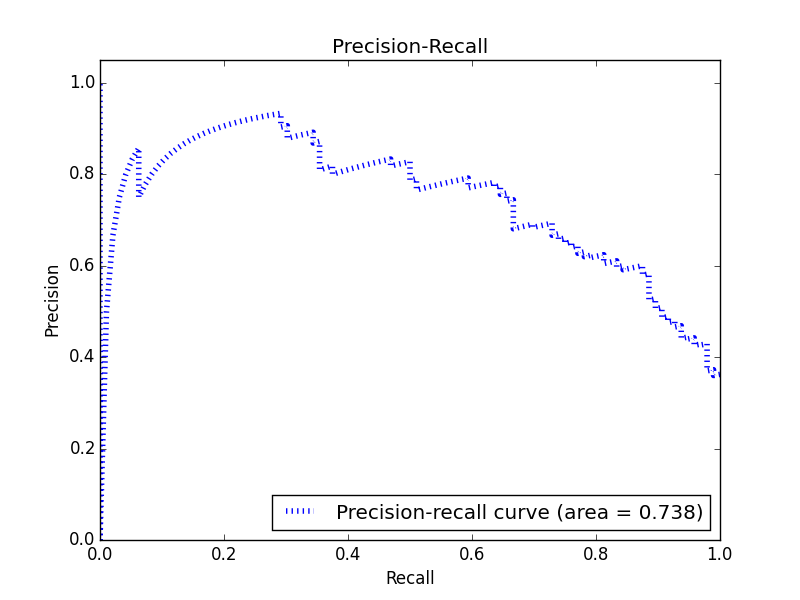 Precision-Recall
1.0
0.8
0.6
0.4
0.2
0.0
Precision
0.0 0.2 0.4 0.6 0.8 1.0
Recall
Precision-recall curve (area = 0.738)